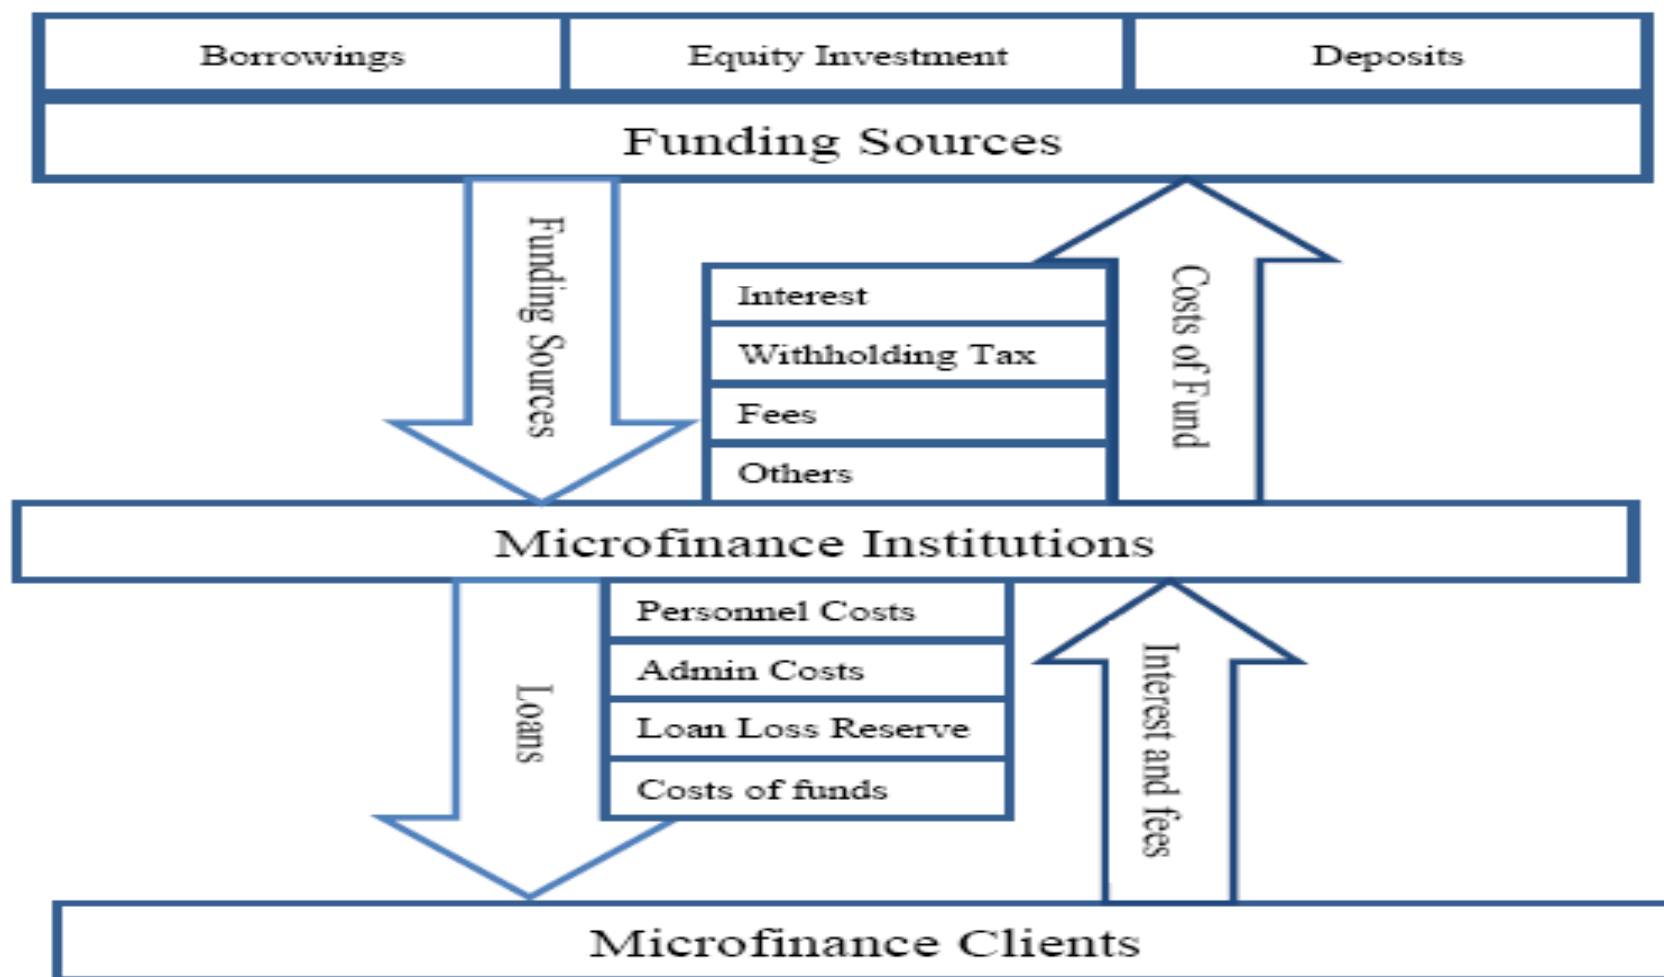 Borrowings
Equity Investment
Deposits
Funding Sources
Funding Sources
Interest
Withholding Tax
Fees
Others
Costs of Fund
Microfinance Institutions
Loans
Personnel Costs
Admin Costs
Loan Loss Reserve
Costs of funds
Interest and fees
Microfinance Clients